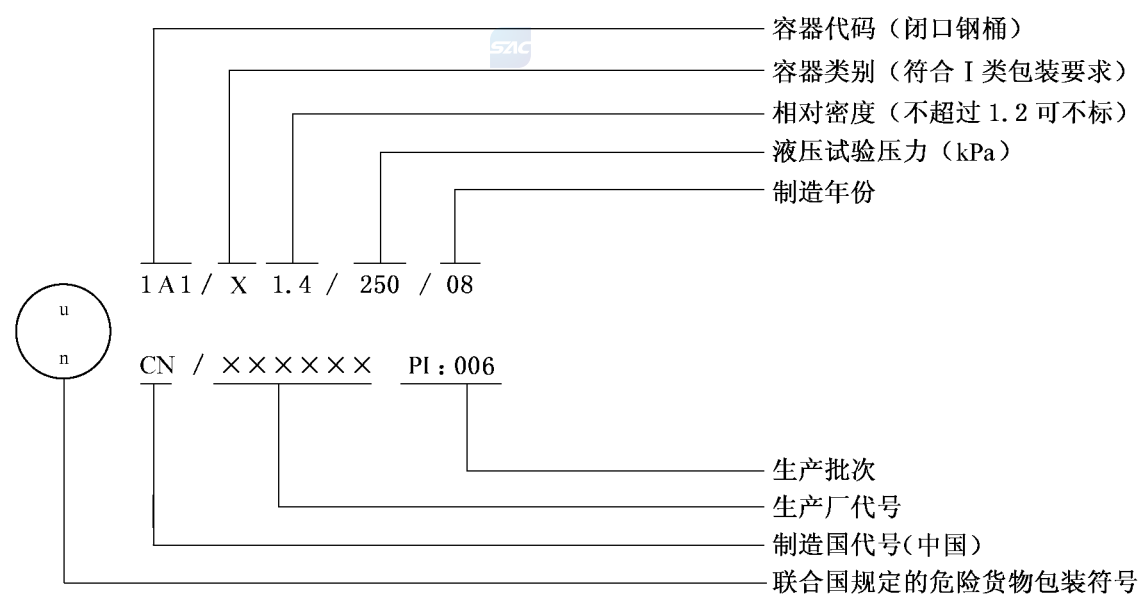 容器代码（闭口钢桶）
SAC
容器类别（符合Ⅰ类包装要求）
相对密度（不超过1.2可不标）
液压试验压力（kPa）
制造年份
1A1/ X 1.4 / 250 / 08
u
n
CN / ×××××× PI:006
生产批次
生产厂代号
制造国代号(中国)
联合国规定的危险货物包装符号